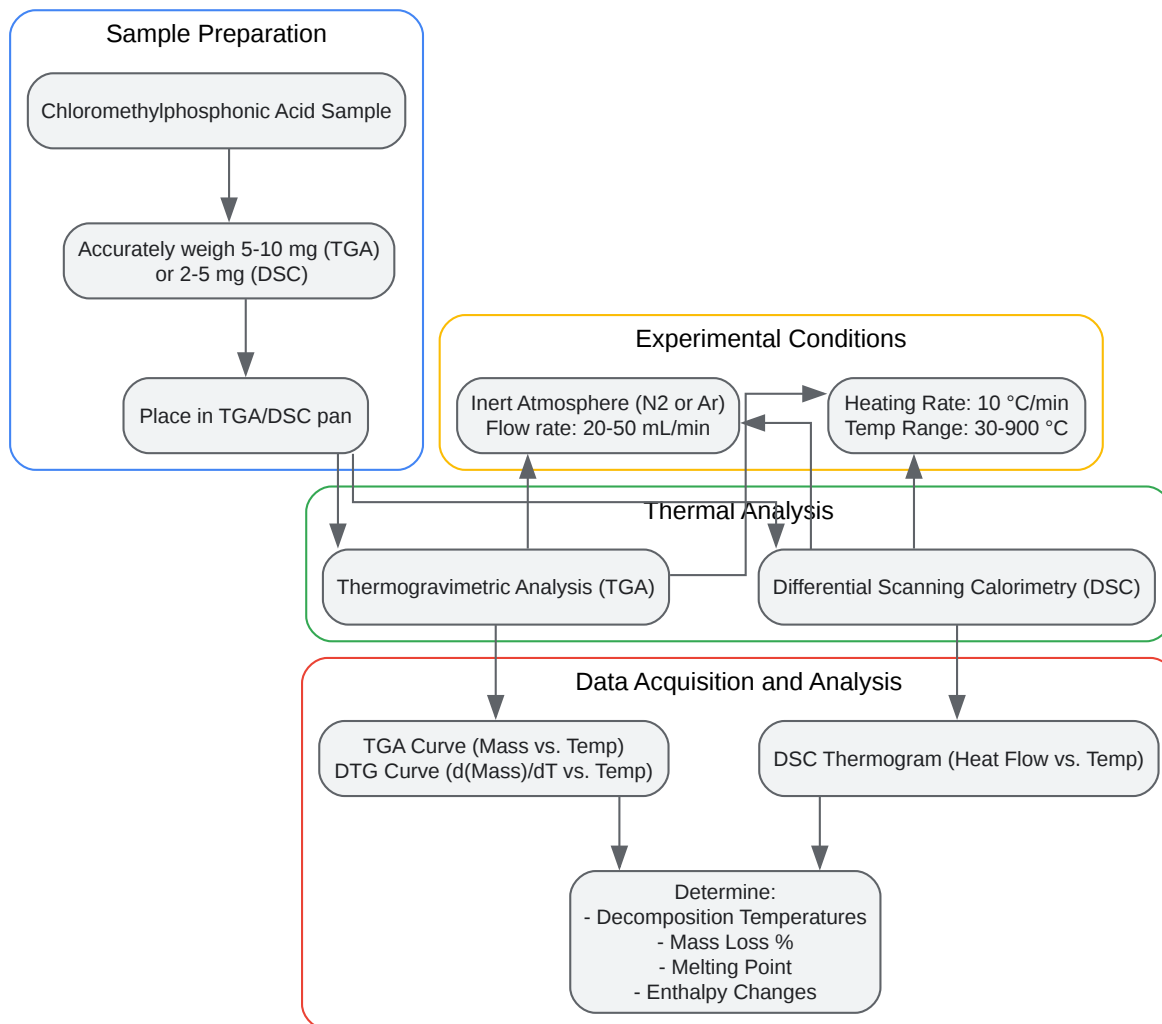 Sample Preparation
Chloromethylphosphonic Acid Sample
Accurately weigh 5-10 mg (TGA)
or 2-5 mg (DSC)
Place in TGA/DSC pan
Experimental Conditions
Inert Atmosphere (N2 or Ar)
Flow rate: 20-50 mL/min
Heating Rate: 10 °C/min
Temp Range: 30-900 °C
Thermal Analysis
Thermogravimetric Analysis (TGA)
Differential Scanning Calorimetry (DSC)
Data Acquisition and Analysis
TGA Curve (Mass vs. Temp)
DTG Curve (d(Mass)/dT vs. Temp)
DSC Thermogram (Heat Flow vs. Temp)
Determine:
- Decomposition Temperatures
- Mass Loss %
- Melting Point
- Enthalpy Changes